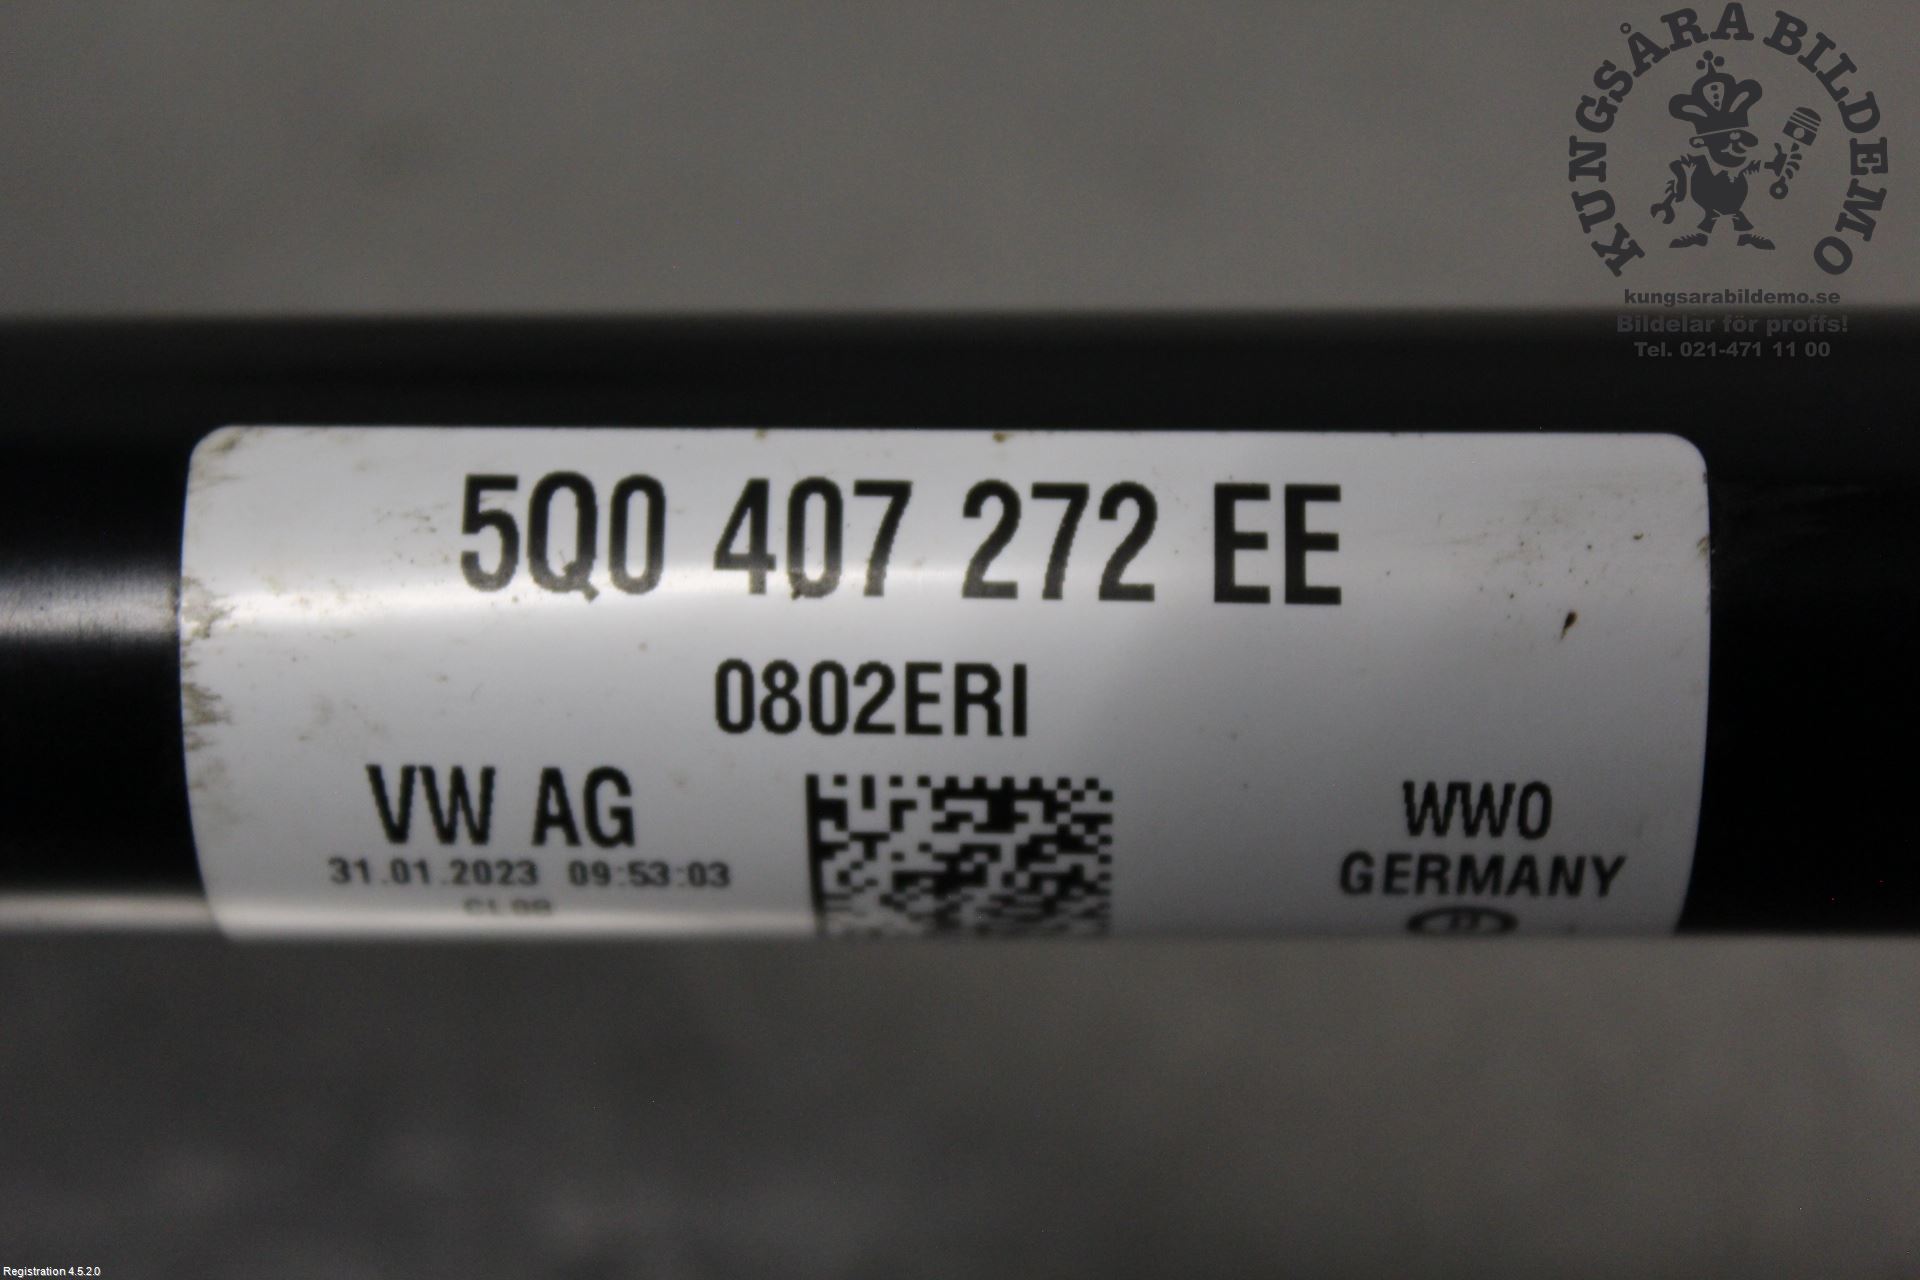 KUNGSÅRA BILDEMO
kungsarabildemo.se
Bildelar för proffs!
Tel. 021-471 11 00
5Q0 407 272 EE
0802ERI
VW AG
31.01.2023 09:53:03
WW0
GERMANY
Registration 4.5.2.0